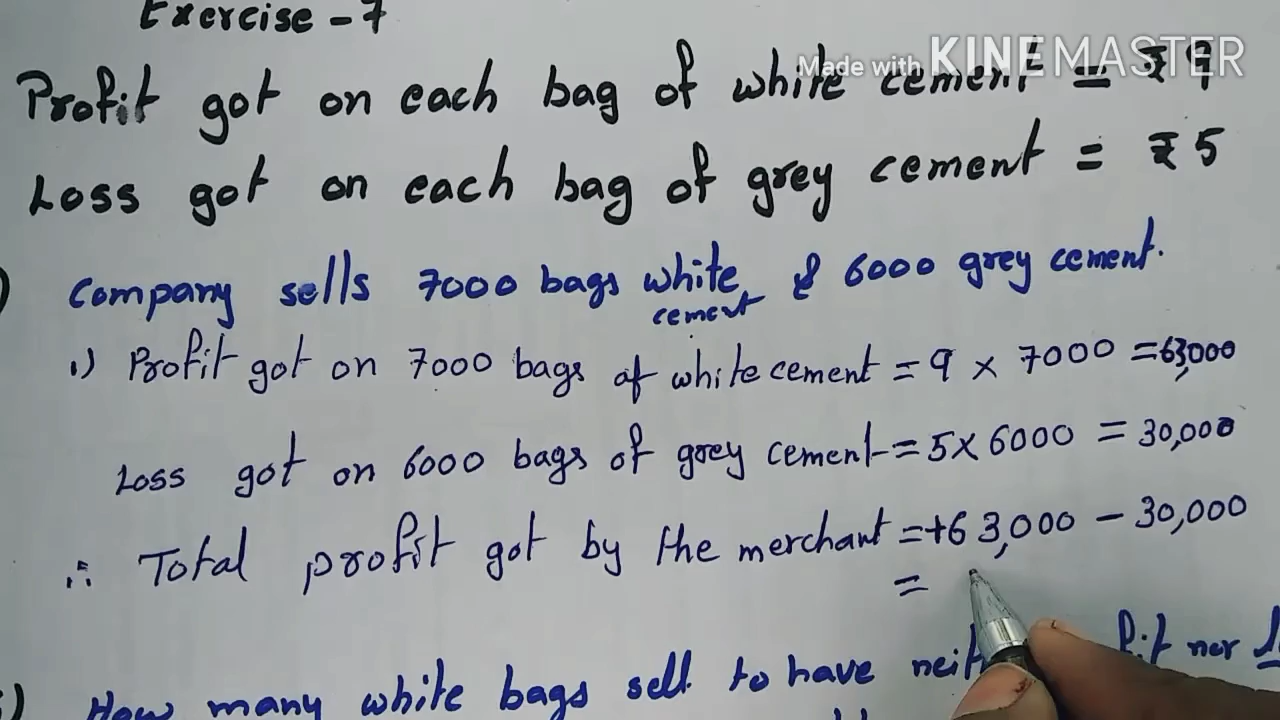 Exercise - 7
Made with KINEMASTER
Profit got on each bag of white cement = ₹ 9
Loss got on each bag of grey cement = ₹ 5
) Company sells 7000 bags white cement & 6000 grey cement.
1) Profit got on 7000 bags of white cement = 9 × 7000 = 63,000
Loss got on 6000 bags of grey cement = 5 × 6000 = 30,000
∴ Total profit got by the merchant = +63,000 - 30,000
=
) How many white bags sell to have nor